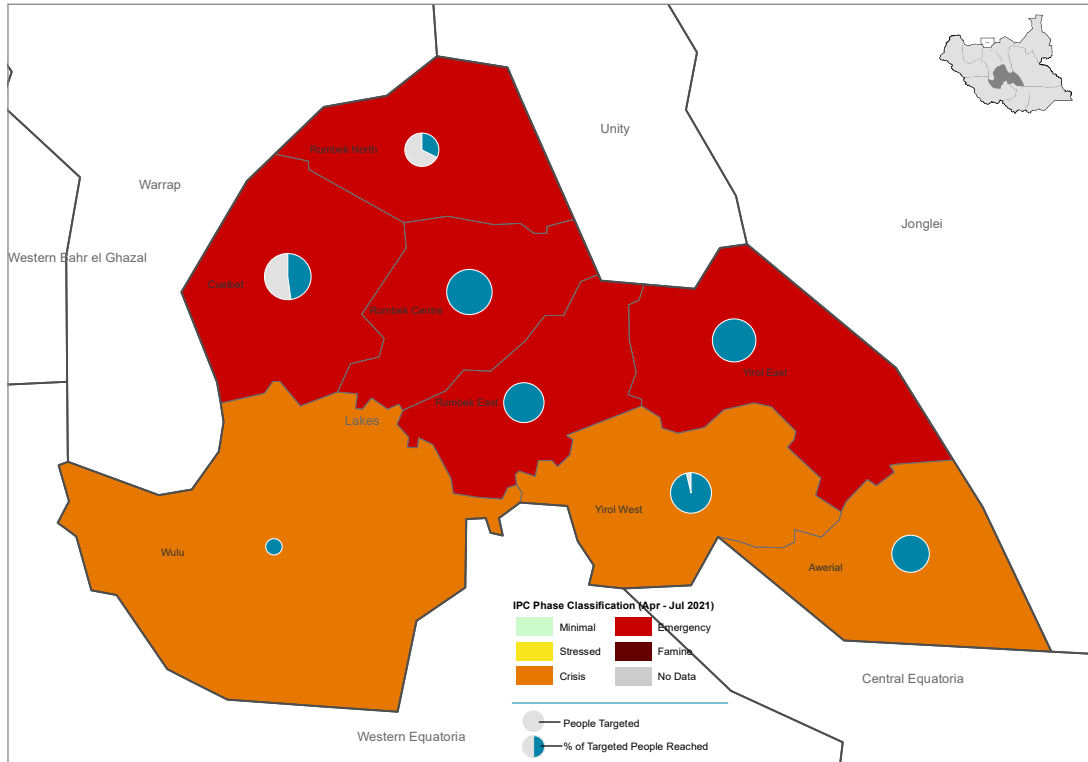 Unity
Rumbek North
Warrap
Jonglei
Western Bahr el Ghazal
Cueibet
Rumbek Centre
Yirol East
Rumbek East
Lakes
Yirol West
Wulu
Awerial
IPC Phase Classification (Apr - Jul 2021)
Minimal
Emergency
Stressed
Famine
Crisis
No Data
Central Equatoria
People Targeted
Western Equatoria
% of Targeted People Reached